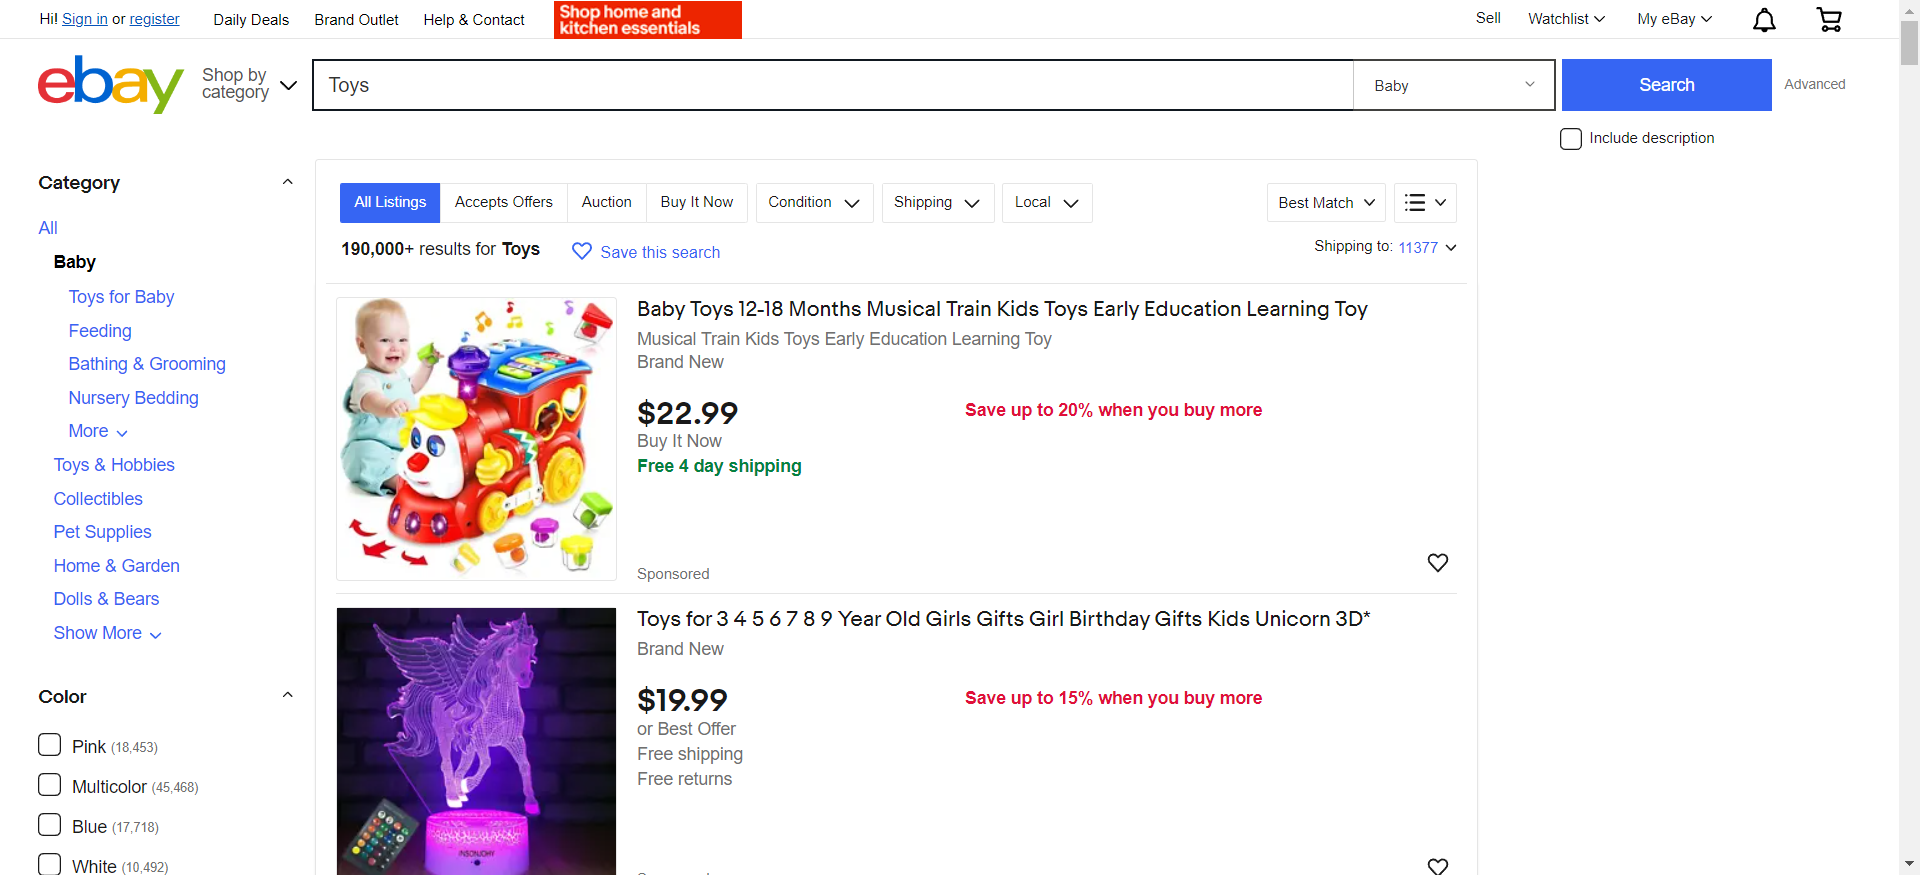 Hi! Sign in or register
Daily Deals
Brand Outlet
Help & Contact
Shop home and
kitchen essentials
Sell
Watchlist
My eBay
ebay
Shop by
category
Toys
Baby
Search
Advanced
Include description
Category
All
Baby
Toys for Baby
Feeding
Bathing & Grooming
Nursery Bedding
More
Toys & Hobbies
Collectibles
Pet Supplies
Home & Garden
Dolls & Bears
Show More
Color
Pink (18,453)
Multicolor (45,468)
Blue (17,718)
White (10,492)
All Listings
Accepts Offers
Auction
Buy It Now
Condition
Shipping
Local
Best Match
190,000+ results for Toys
Save this search
Shipping to: 11377
Baby Toys 12-18 Months Musical Train Kids Toys Early Education Learning Toy
Musical Train Kids Toys Early Education Learning Toy
Brand New
$22.99
Save up to 20% when you buy more
Buy It Now
Free 4 day shipping
Sponsored
Toys for 3 4 5 6 7 8 9 Year Old Girls Gifts Girl Birthday Gifts Kids Unicorn 3D*
Brand New
$19.99
Save up to 15% when you buy more
or Best Offer
Free shipping
Free returns